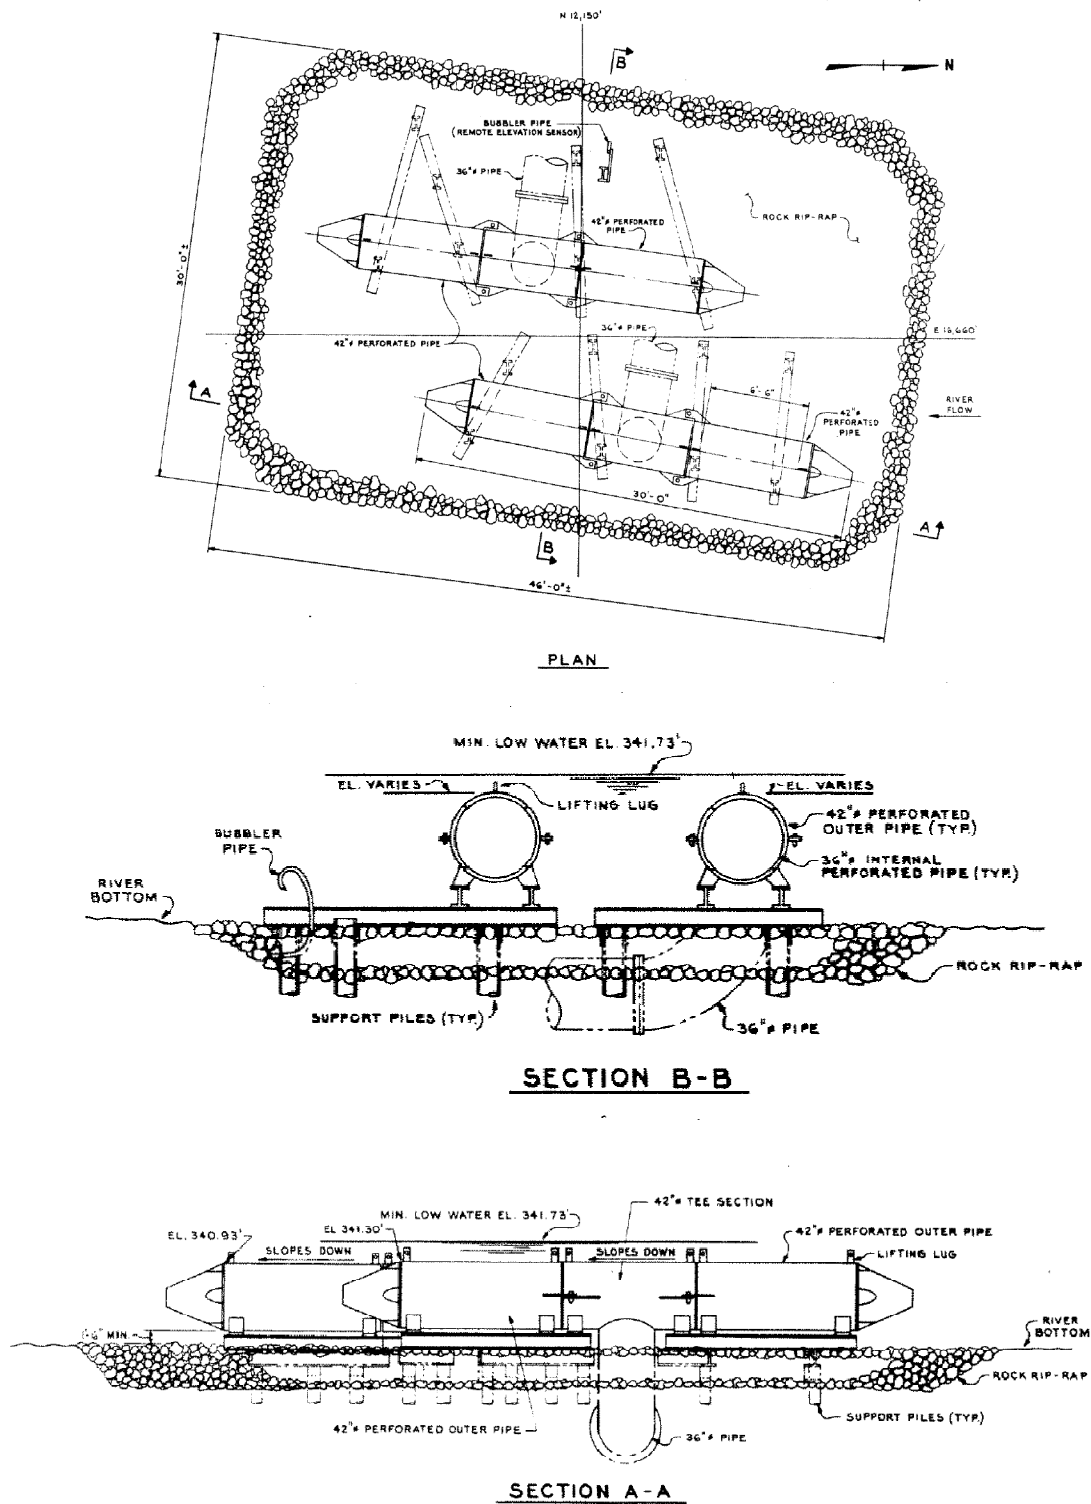 N 12,150'
B
N
BUBBLER PIPE
(REMOTE ELEVATION SENSOR)
36"ø PIPE
42"ø PERFORATED
PIPE
ROCK RIP-RAP
30'-0"±
36"ø PIPE
E 18,660'
42"ø PERFORATED PIPE
A
6'-6"
42"ø
PERFORATED
PIPE
RIVER
FLOW
30'-0"
A
B
46'-0"±
PLAN
MIN. LOW WATER EL. 341.73'
EL. VARIES
LIFTING LUG
EL. VARIES
42"ø PERFORATED
OUTER PIPE (TYP.)
BUBBLER
PIPE
36"ø INTERNAL
PERFORATED PIPE (TYP.)
RIVER
BOTTOM
ROCK RIP-RAP
SUPPORT PILES (TYP.)
36"ø PIPE
SECTION B-B
42"ø TEE SECTION
MIN. LOW WATER EL. 341.73'
EL. 340.93'
EL 341.30'
42"ø PERFORATED OUTER PIPE
SLOPES DOWN
SLOPES DOWN
LIFTING LUG
1'-6" MIN.
RIVER
BOTTOM
ROCK RIP-RAP
42"ø PERFORATED OUTER PIPE
36"ø PIPE
SUPPORT PILES (TYP.)
SECTION A-A